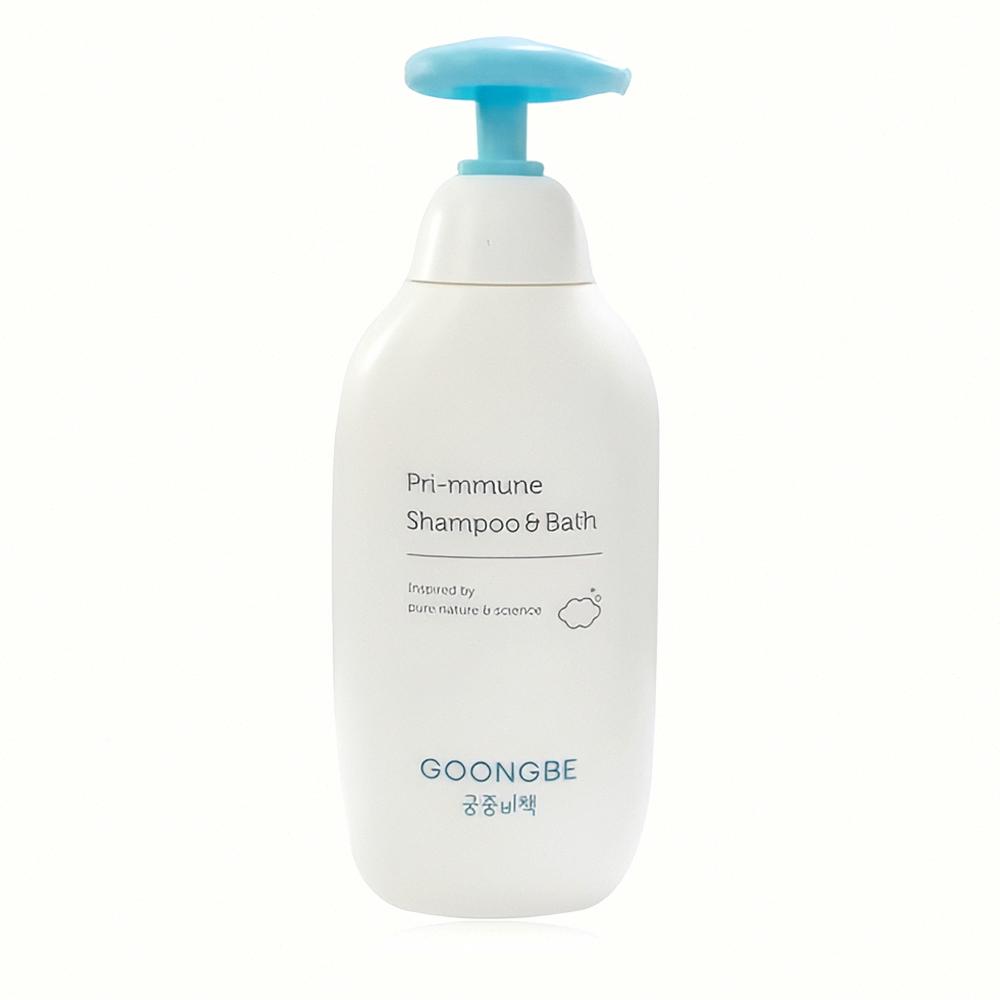 Pri-mmune
Shampoo & Bath
Inspired by
pure nature & science
GOONGBE
궁중비책